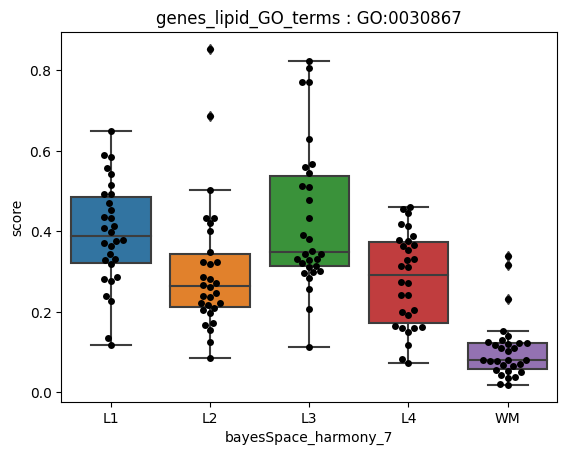 genes_lipid_GO_terms : GO:0030867
score
0.8
0.6
0.4
0.2
0.0
L1 L2 L3 L4 WM
bayesSpace_harmony_7